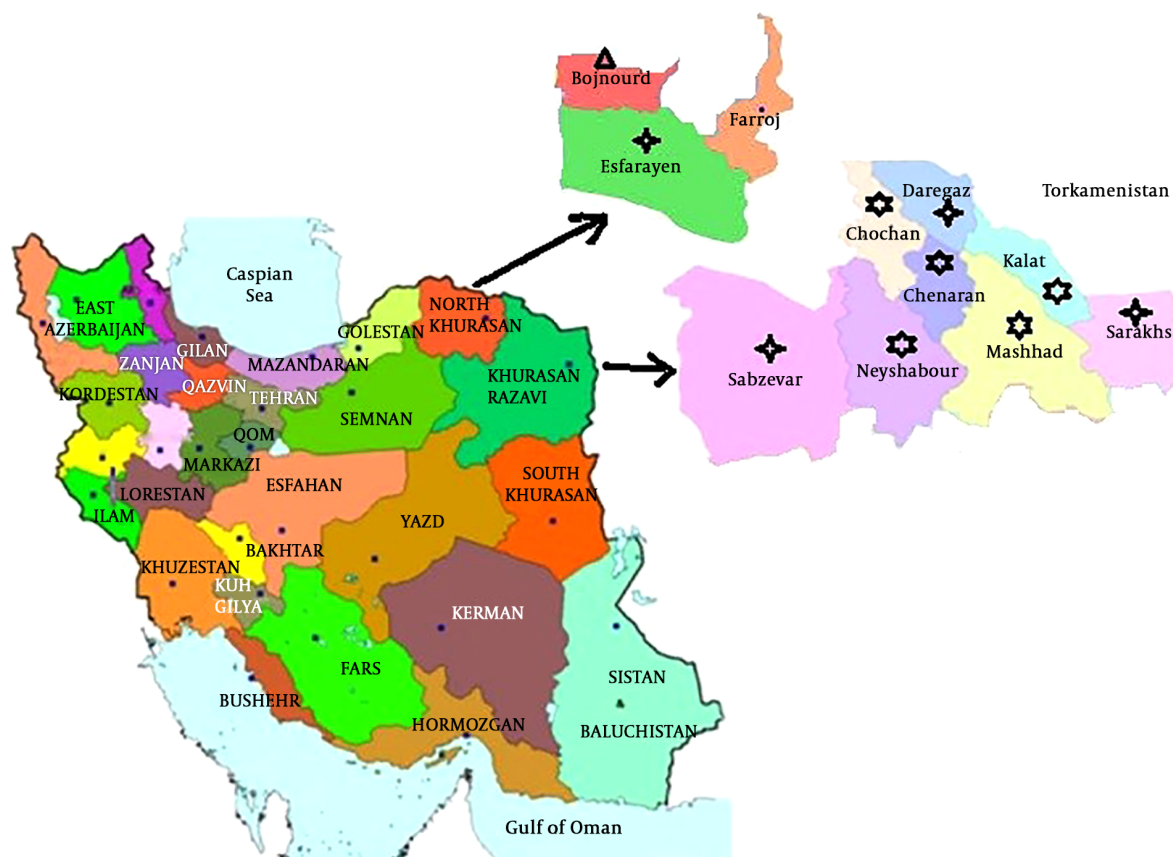 Bojnourd
Farroj
Esfarayen
Daregaz
Torkamenistan
Chochan
Kalat
Chenaran
Sarakhs
Mashhad
Neyshabour
Sabzevar
Caspian
Sea
EAST
AZERBAIJAN
GILAN
ZANJAN
MAZANDARAN
GOLESTAN
NORTH
KHURASAN
QAZVIN
TEHRAN
KHURASAN
RAZAVI
KORDESTAN
SEMNAN
QOM
MARKAZI
LORESTAN
ESFAHAN
SOUTH
KHURASAN
ILAM
YAZD
BAKHTAR
KHUZESTAN
KUH
GILYA
KERMAN
FARS
SISTAN
BUSHEHR
HORMOZGAN
BALUCHISTAN
Gulf of Oman